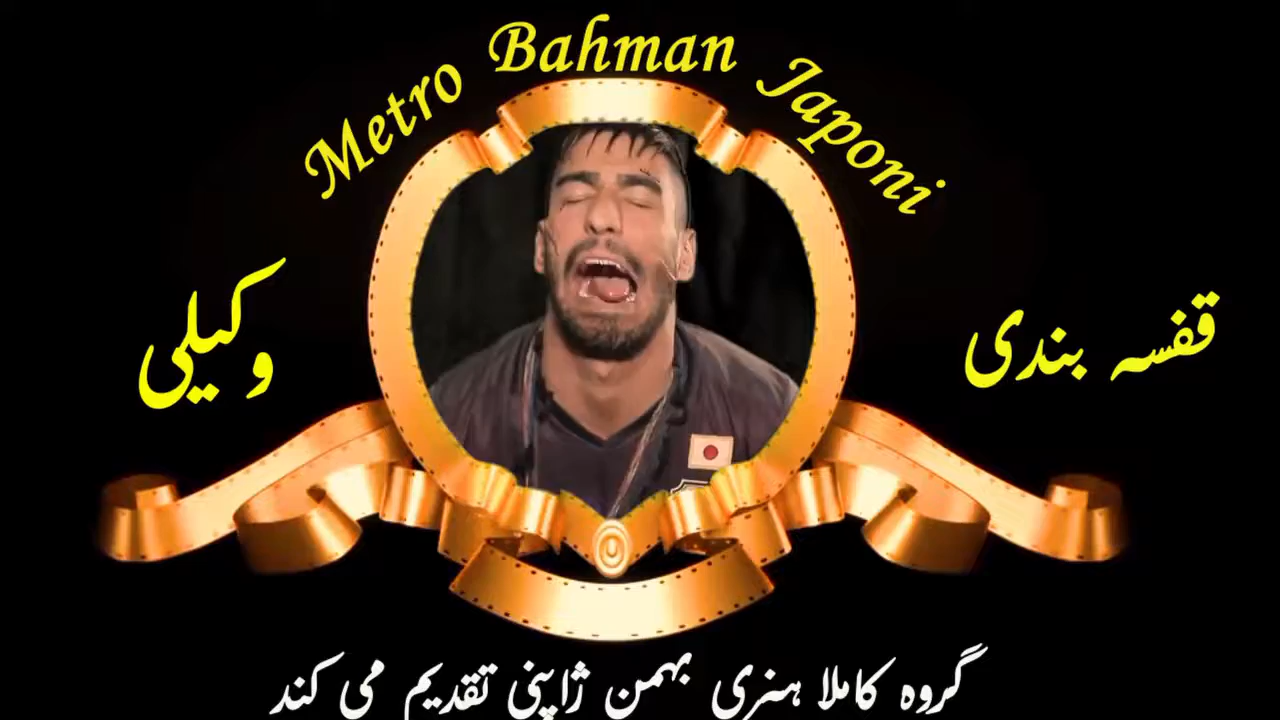 Metro Bahman Japoni
قفسه بندی
وکیلی
گروه کاملا هنری بهمن ژاپنی تقدیم می کند